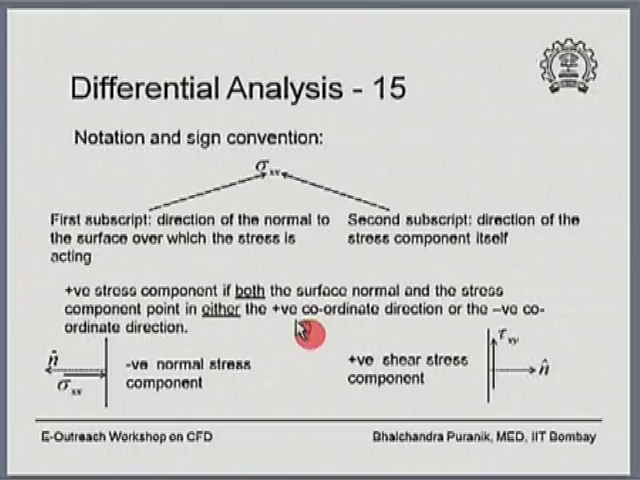 Differential Analysis - 15
Notation and sign convention:
σxx
First subscript: direction of the normal to
the surface over which the stress is
acting
Second subscript: direction of the
stress component itself
+ve stress component if both the surface normal and the stress
component point in either the +ve co-ordinate direction or the –ve co-
ordinate direction.
n̂
σxx
-ve normal stress
component
+ve shear stress
component
τxy
n̂
E-Outreach Workshop on CFD
Bhalchandra Puranik, MED, IIT Bombay